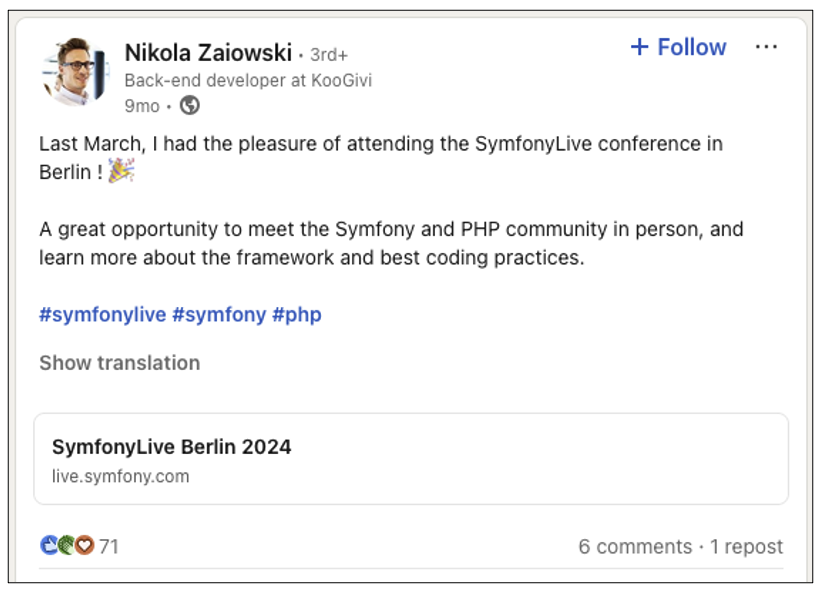 Nikola Zaiowski · 3rd+
+ Follow ···
Back-end developer at KooGivi
9mo ·
Last March, I had the pleasure of attending the SymfonyLive conference in
Berlin ! 🎉
A great opportunity to meet the Symfony and PHP community in person, and
learn more about the framework and best coding practices.
#symfonylive #symfony #php
Show translation
SymfonyLive Berlin 2024
live.symfony.com
71
6 comments · 1 repost